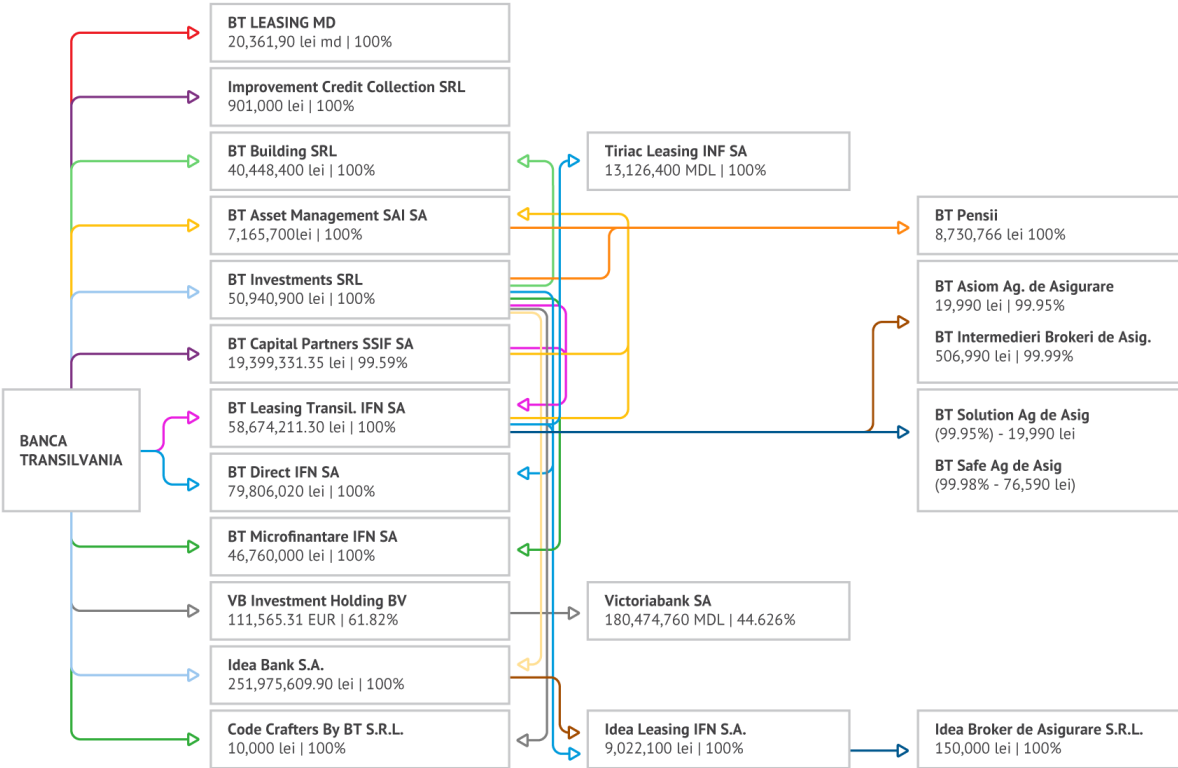 BT LEASING MD
20,361,90 lei md | 100%
Improvement Credit Collection SRL
901,000 lei | 100%
BT Building SRL
40,448,400 lei | 100%
Tiriac Leasing INF SA
13,126,400 MDL | 100%
BT Asset Management SAI SA
7,165,700lei | 100%
BT Pensii
8,730,766 lei 100%
BT Investments SRL
50,940,900 lei | 100%
BT Asiom Ag. de Asigurare
19,990 lei | 99.95%
BT Intermedieri Brokeri de Asig.
506,990 lei | 99.99%
BT Capital Partners SSIF SA
19,399,331.35 lei | 99.59%
BANCA
TRANSILVANIA
BT Leasing Transil. IFN SA
58,674,211.30 lei | 100%
BT Solution Ag de Asig
(99.95%) - 19,990 lei
BT Safe Ag de Asig
(99.98% - 76,590 lei)
BT Direct IFN SA
79,806,020 lei | 100%
BT Microfinantare IFN SA
46,760,000 lei | 100%
VB Investment Holding BV
111,565.31 EUR | 61.82%
Victoriabank SA
180,474,760 MDL | 44.626%
Idea Bank S.A.
251,975,609.90 lei | 100%
Code Crafters By BT S.R.L.
10,000 lei | 100%
Idea Leasing IFN S.A.
9,022,100 lei | 100%
Idea Broker de Asigurare S.R.L.
150,000 lei | 100%